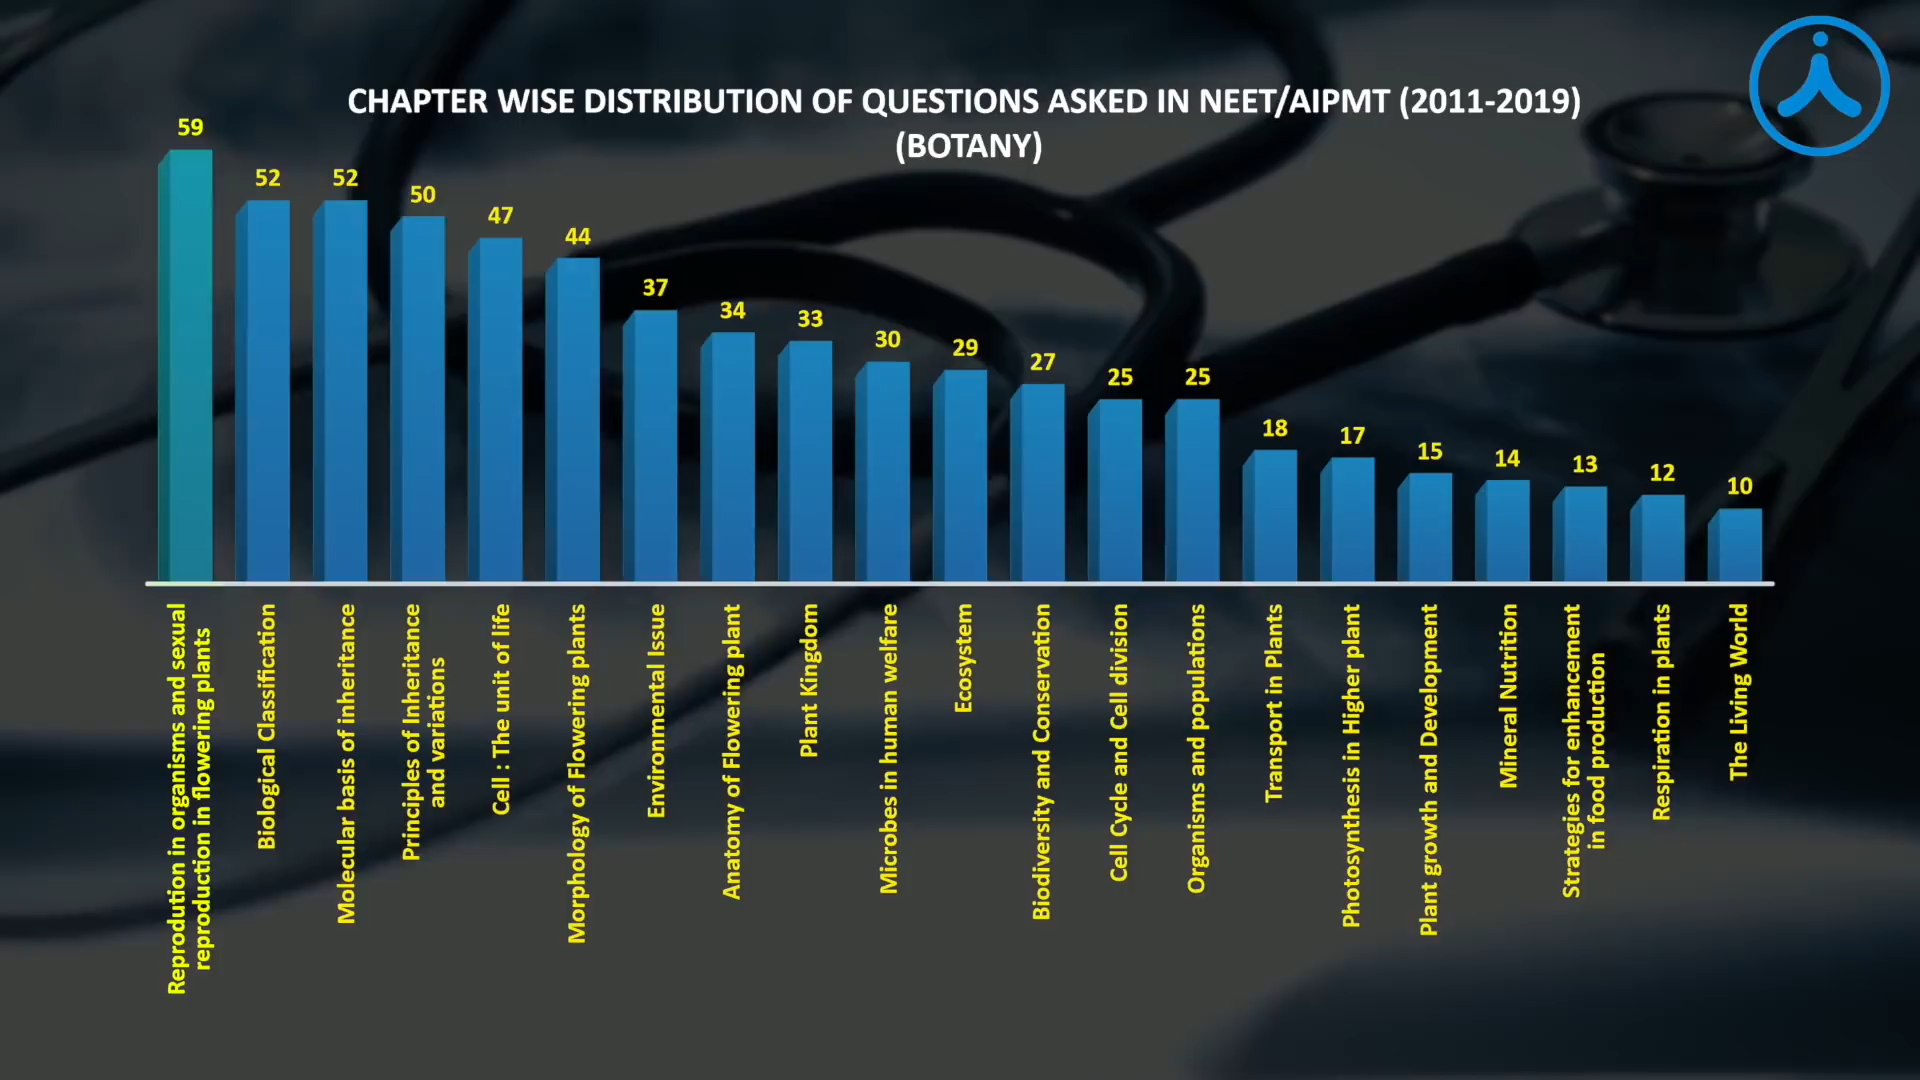 CHAPTER WISE DISTRIBUTION OF QUESTIONS ASKED IN NEET/AIPMT (2011-2019)
(BOTANY)
59
52
52
50
47
44
37
34
33
30
29
27
25
25
18
17
15
14
13
12
10
Reprodution in organisms and sexual
reproduction in flowering plants
Biological Classification
Molecular basis of inheritance
Principles of Inheritance
and variations
Cell : The unit of life
Morphology of Flowering plants
Environmental Issue
Anatomy of Flowering plant
Plant Kingdom
Microbes in human welfare
Ecosystem
Biodiversity and Conservation
Cell Cycle and Cell division
Organisms and populations
Transport in Plants
Photosynthesis in Higher plant
Plant growth and Development
Mineral Nutrition
Strategies for enhancement
in food production
Respiration in plants
The Living World